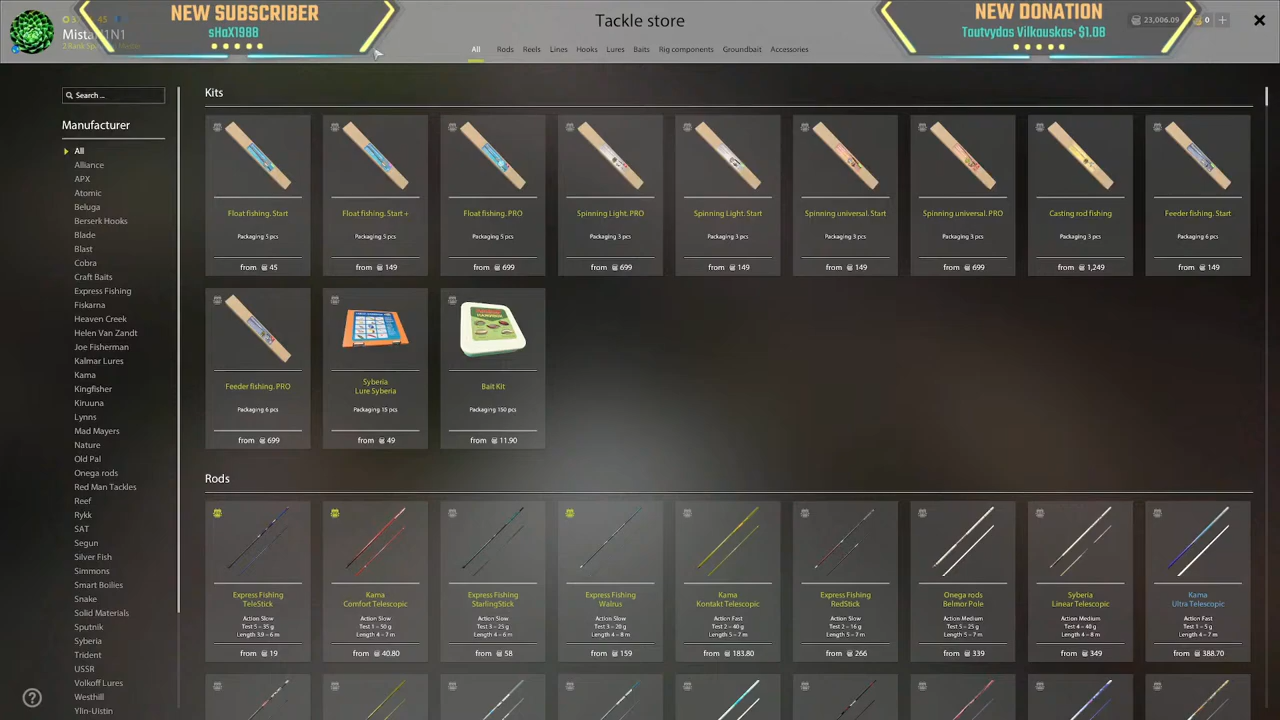 NEW SUBSCRIBER
sHaX1988
Tackle store
NEW DONATION
Tautvydas Vilkauskas• $1.08
23,006.09
0
All
Rods
Reels
Lines
Hooks
Lures
Baits
Rig components
Groundbait
Accessories
Search ...
Manufacturer
All
Alliance
APX
Atomic
Beluga
Berserk Hooks
Blade
Blast
Cobra
Craft Baits
Express Fishing
Fiskarna
Heaven Creek
Helen Van Zandt
Joe Fisherman
Kalmar Lures
Kama
Kingfisher
Kiruuna
Lynns
Mad Mayers
Nature
Old Pal
Onega rods
Red Man Tackles
Reef
Rykk
SAT
Segun
Silver Fish
Simmons
Smart Boilies
Snake
Solid Materials
Sputnik
Syberia
Trident
USSR
Volkoff Lures
Westhill
Ylin-Uistin
Kits
Float fishing. Start
Packaging 5 pcs
from 45
Float fishing. Start +
Packaging 5 pcs
from 149
Float fishing. PRO
Packaging 5 pcs
from 699
Spinning Light. PRO
Packaging 3 pcs
from 699
Spinning Light. Start
Packaging 3 pcs
from 149
Spinning universal. Start
Packaging 3 pcs
from 149
Spinning universal. PRO
Packaging 3 pcs
from 699
Casting rod fishing
Packaging 3 pcs
from 1,249
Feeder fishing. Start
Packaging 6 pcs
from 149
Feeder fishing. PRO
Packaging 6 pcs
from 699
Syberia
Lure Syberia
Packaging 15 pcs
from 49
Bait Kit
Packaging 150 pcs
from 11.90
Rods
Express Fishing
TeleStick
Action Slow
Test 5 – 35 g
Length 3.9 – 6 m
from 19
Kama
Comfort Telescopic
Action Slow
Test 1 – 50 g
Length 4 – 7 m
from 40.80
Express Fishing
StarlingStick
Action Slow
Test 3 – 25 g
Length 4 – 6 m
from 58
Express Fishing
Walrus
Action Slow
Test 3 – 20 g
Length 4 – 8 m
from 159
Kama
Kontakt Telescopic
Action Fast
Test 2 – 40 g
Length 5 – 7 m
from 183.80
Express Fishing
RedStick
Action Slow
Test 2 – 16 g
Length 5 – 7 m
from 266
Onega rods
Belmor Pole
Action Medium
Test 5 – 25 g
Length 5 – 7 m
from 339
Syberia
Linear Telescopic
Action Medium
Test 4 – 40 g
Length 4 – 8 m
from 349
Kama
Ultra Telescopic
Action Fast
Test 1 – 5 g
Length 4 – 7 m
from 388.70